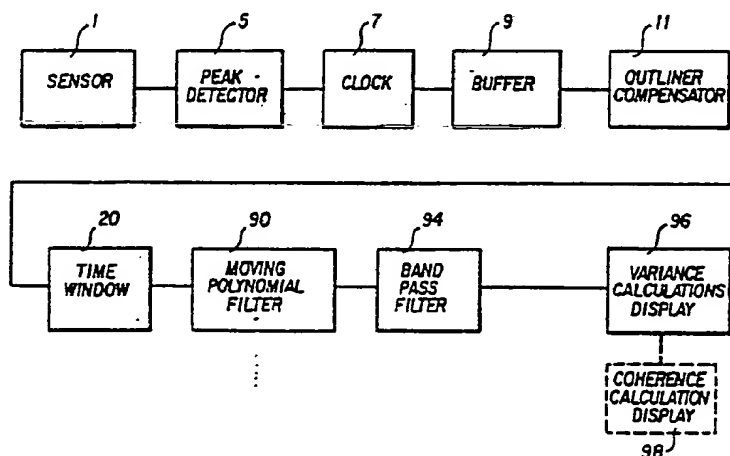 1
5
7
9
11
SENSOR
PEAK
DETECTOR
CLOCK
BUFFER
OUTLINER
COMPENSATOR
20
90
94
96
TIME
WINDOW
MOVING
POLYNOMIAL
FILTER
BAND
PASS
FILTER
VARIANCE
CALCULATIONS
DISPLAY
COHERENCE
CALCULATION
DISPLAY
98